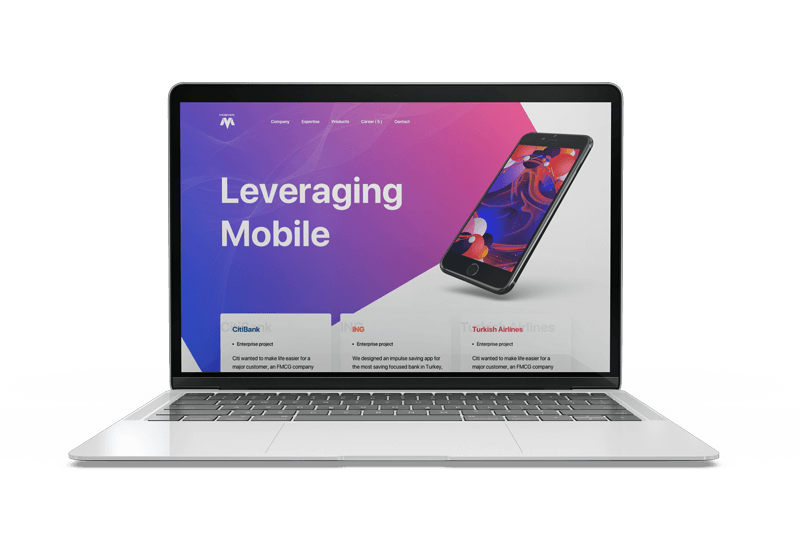 Company Expertise Products Career ( 5 ) Contact
Leveraging
Mobile
CitiBank
ING
Turkish Airlines
• Enterprise project
• Enterprise project
• Enterprise project
Citi wanted to make life easier for a
major customer, an FMCG company
We designed an impulse saving app for
the most saving focused bank in Turkey,
Citi wanted to make life easier for a
major customer, an FMCG company